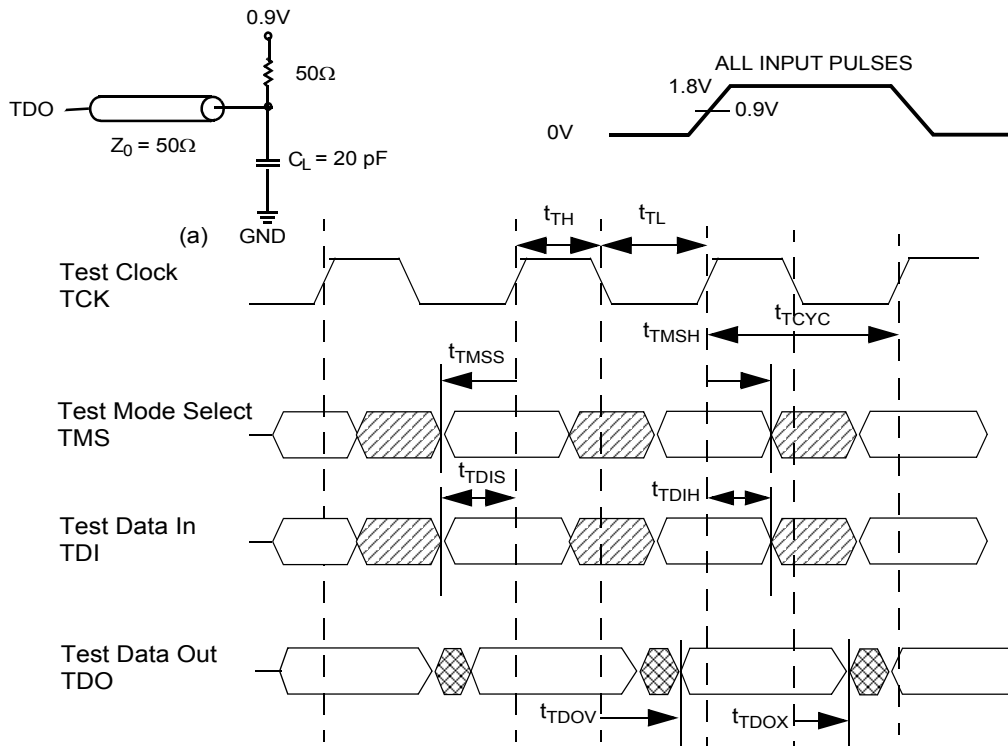 0.9V
50Ω
TDO
Z0 = 50Ω
CL = 20 pF
(a)
GND
ALL INPUT PULSES
1.8V
0.9V
0V
tTH
tTL
Test Clock
TCK
tTCYC
tTMSH
tTMSS
Test Mode Select
TMS
tTDIS
tTDIH
Test Data In
TDI
Test Data Out
TDO
tTDOV
tTDOX